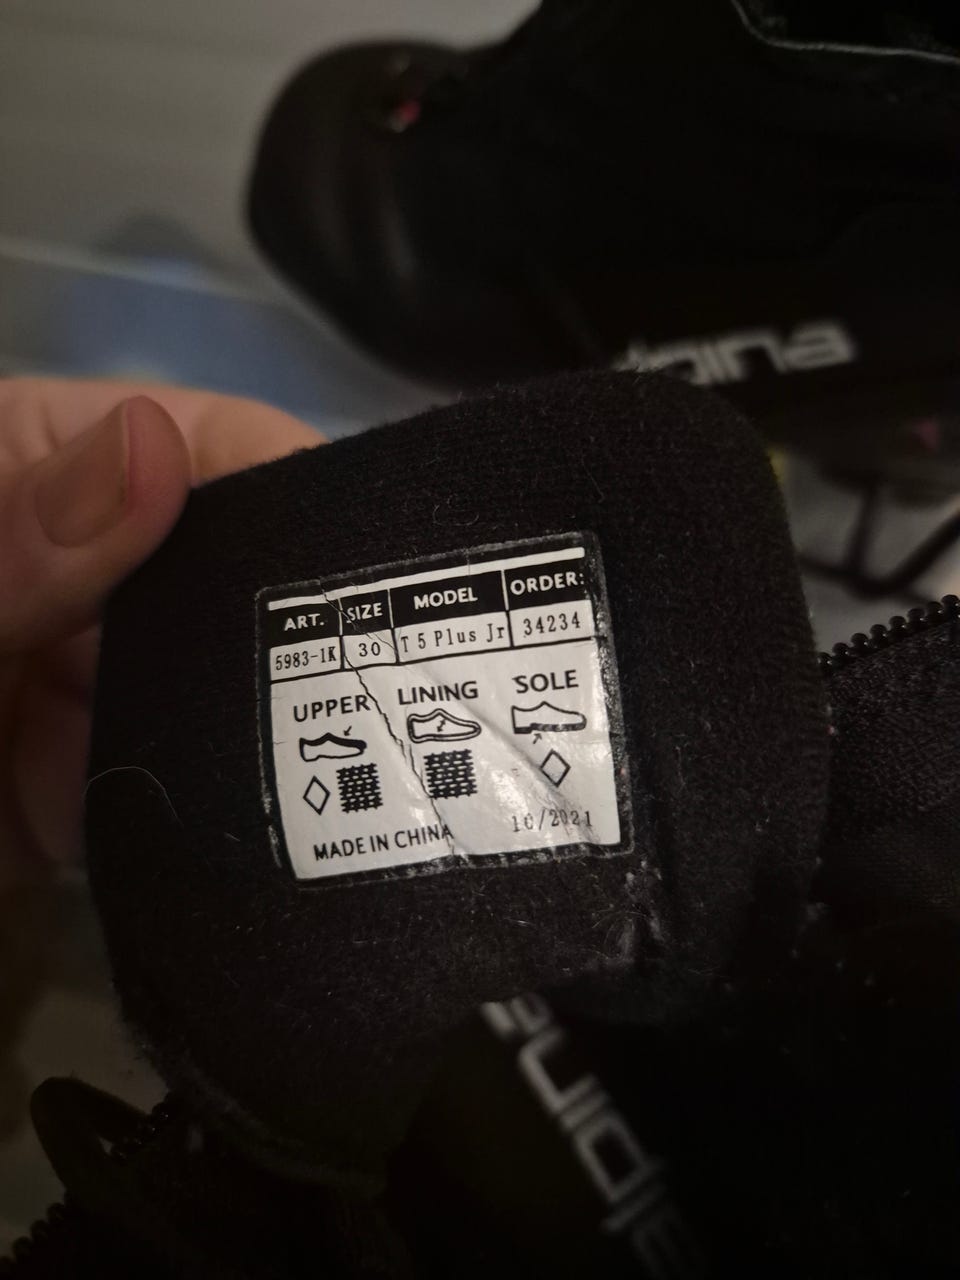 ART. SIZE MODEL ORDER:
5983-1K 30 T 5 Plus Jr 34234
UPPER LINING SOLE
MADE IN CHINA 10/2021